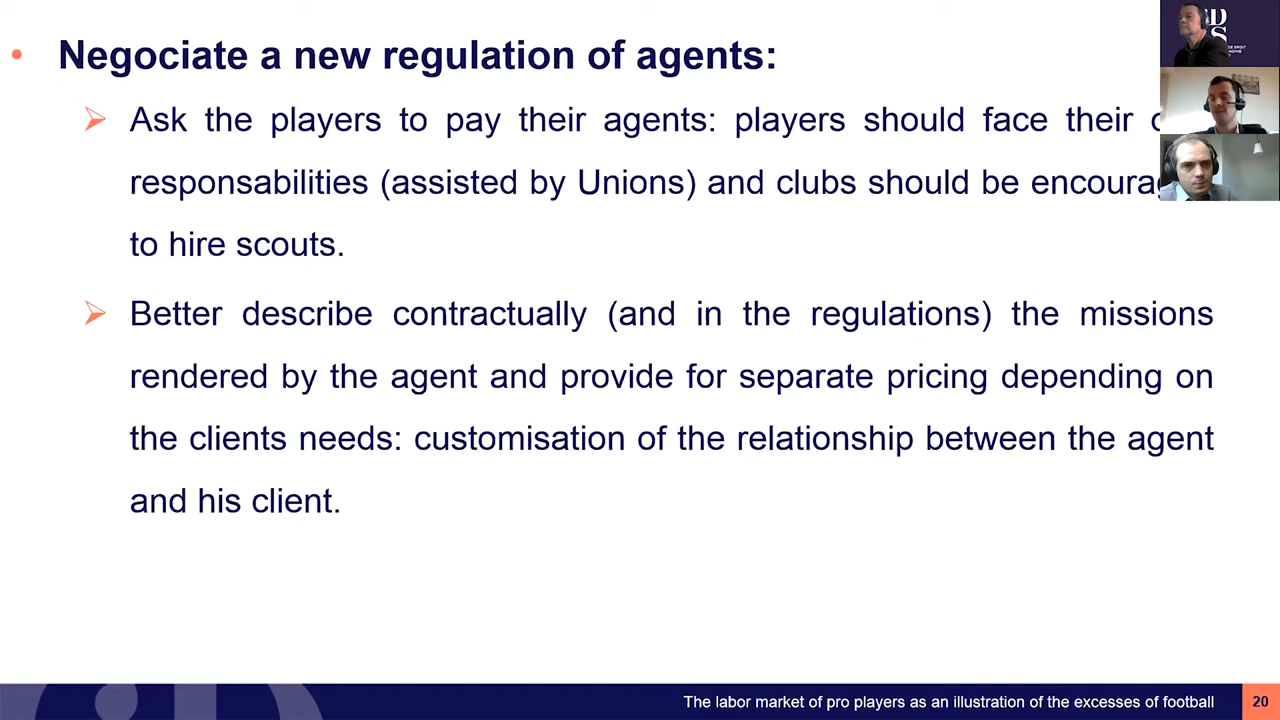 • Negociate a new regulation of agents:
Ask the players to pay their agents: players should face their
responsabilities (assisted by Unions) and clubs should be
to hire scouts.
Better describe contractually (and in the regulations) the missions
rendered by the agent and provide for separate pricing depending on
the clients needs: customisation of the relationship between the agent
and his client.
The labor market of pro players as an illustration of the excesses of football 20